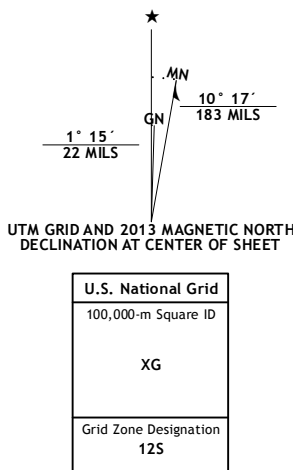 MN
GN
10° 17´
183 MILS
1° 15´
22 MILS
UTM GRID AND 2013 MAGNETIC NORTH
DECLINATION AT CENTER OF SHEET
U.S. National Grid
100,000-m Square ID
XG
Grid Zone Designation
12S